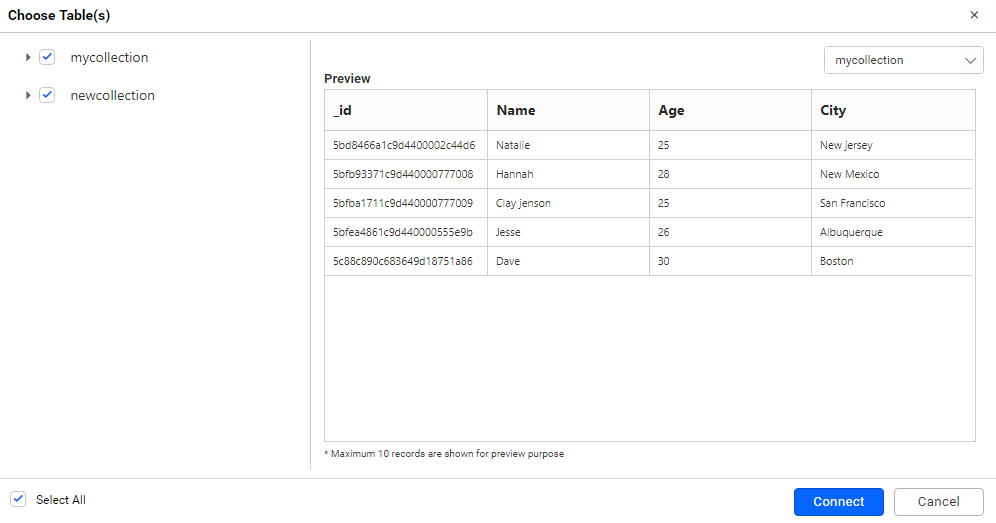 Choose Table(s)
mycollection
newcollection
mycollection
Preview
_id Name Age City
5bd8466a1c9d4400002c44d6 Natalie 25 New jersey
5bfb93371c9d440000777008 Hannah 28 New Mexico
5bfba1711c9d440000777009 Clay jenson 25 San Francisco
5bfea4861c9d440000555e9b Jesse 26 Albuquerque
5c88c890c683649d18751a86 Dave 30 Boston
* Maximum 10 records are shown for preview purpose
Select All
Connect
Cancel